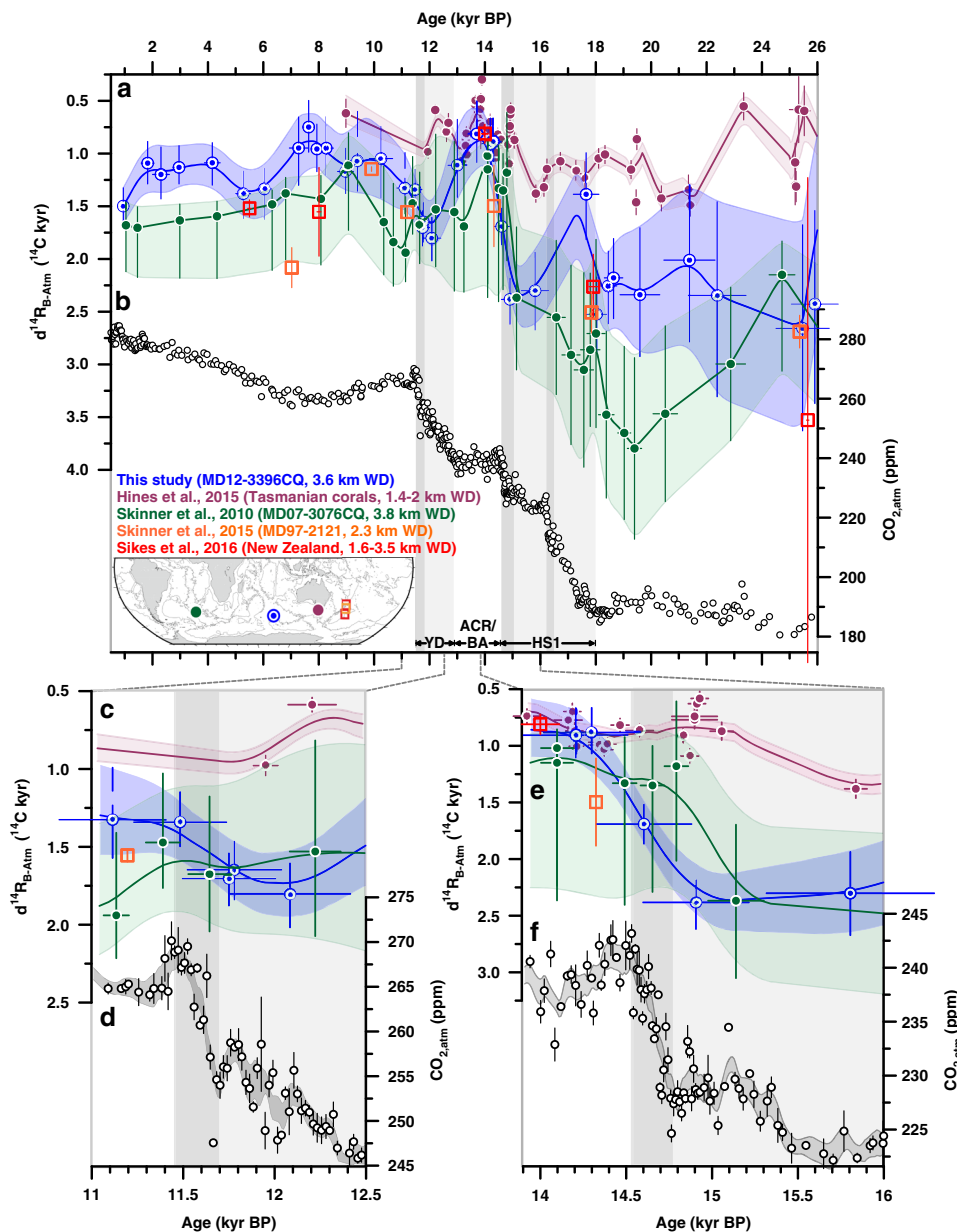 Age (kyr BP)
2 4 6 8 10 12 14 16 18 20 22 24 26
a
0.5
1.0
1.5
2.0
2.5
3.0
3.5
4.0
d¹⁴R_B-Atm (¹⁴C kyr)
b
280
260
240
220
200
180
CO₂,atm (ppm)
This study (MD12-3396CQ, 3.6 km WD)
Hines et al., 2015 (Tasmanian corals, 1.4-2 km WD)
Skinner et al., 2010 (MD07-3076CQ, 3.8 km WD)
Skinner et al., 2015 (MD97-2121, 2.3 km WD)
Sikes et al., 2016 (New Zealand, 1.6-3.5 km WD)
ACR/
YD BA HS1
c
0.5
1.0
1.5
2.0
2.5
d¹⁴R_B-Atm (¹⁴C kyr)
d
275
270
265
260
255
250
245
CO₂,atm (ppm)
11 11.5 12 12.5
Age (kyr BP)
e
0.5
1.0
1.5
2.0
2.5
3.0
d¹⁴R_B-Atm (¹⁴C kyr)
f
245
240
235
230
225
CO₂,atm (ppm)
14 14.5 15 15.5 16
Age (kyr BP)